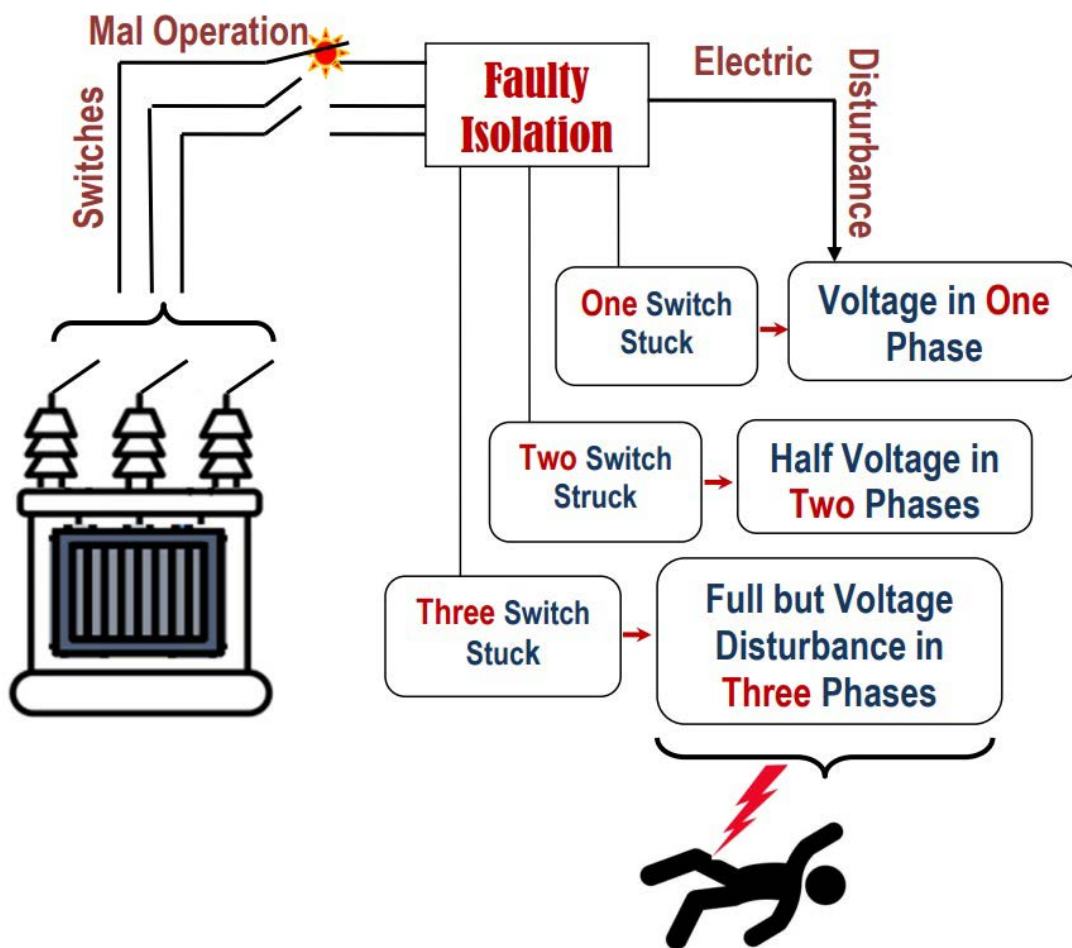 Mal Operation
Switches
Faulty
Isolation
Electric
Disturbance
One Switch
Stuck
Voltage in One
Phase
Two Switch
Struck
Half Voltage in
Two Phases
Three Switch
Stuck
Full but Voltage
Disturbance in
Three Phases